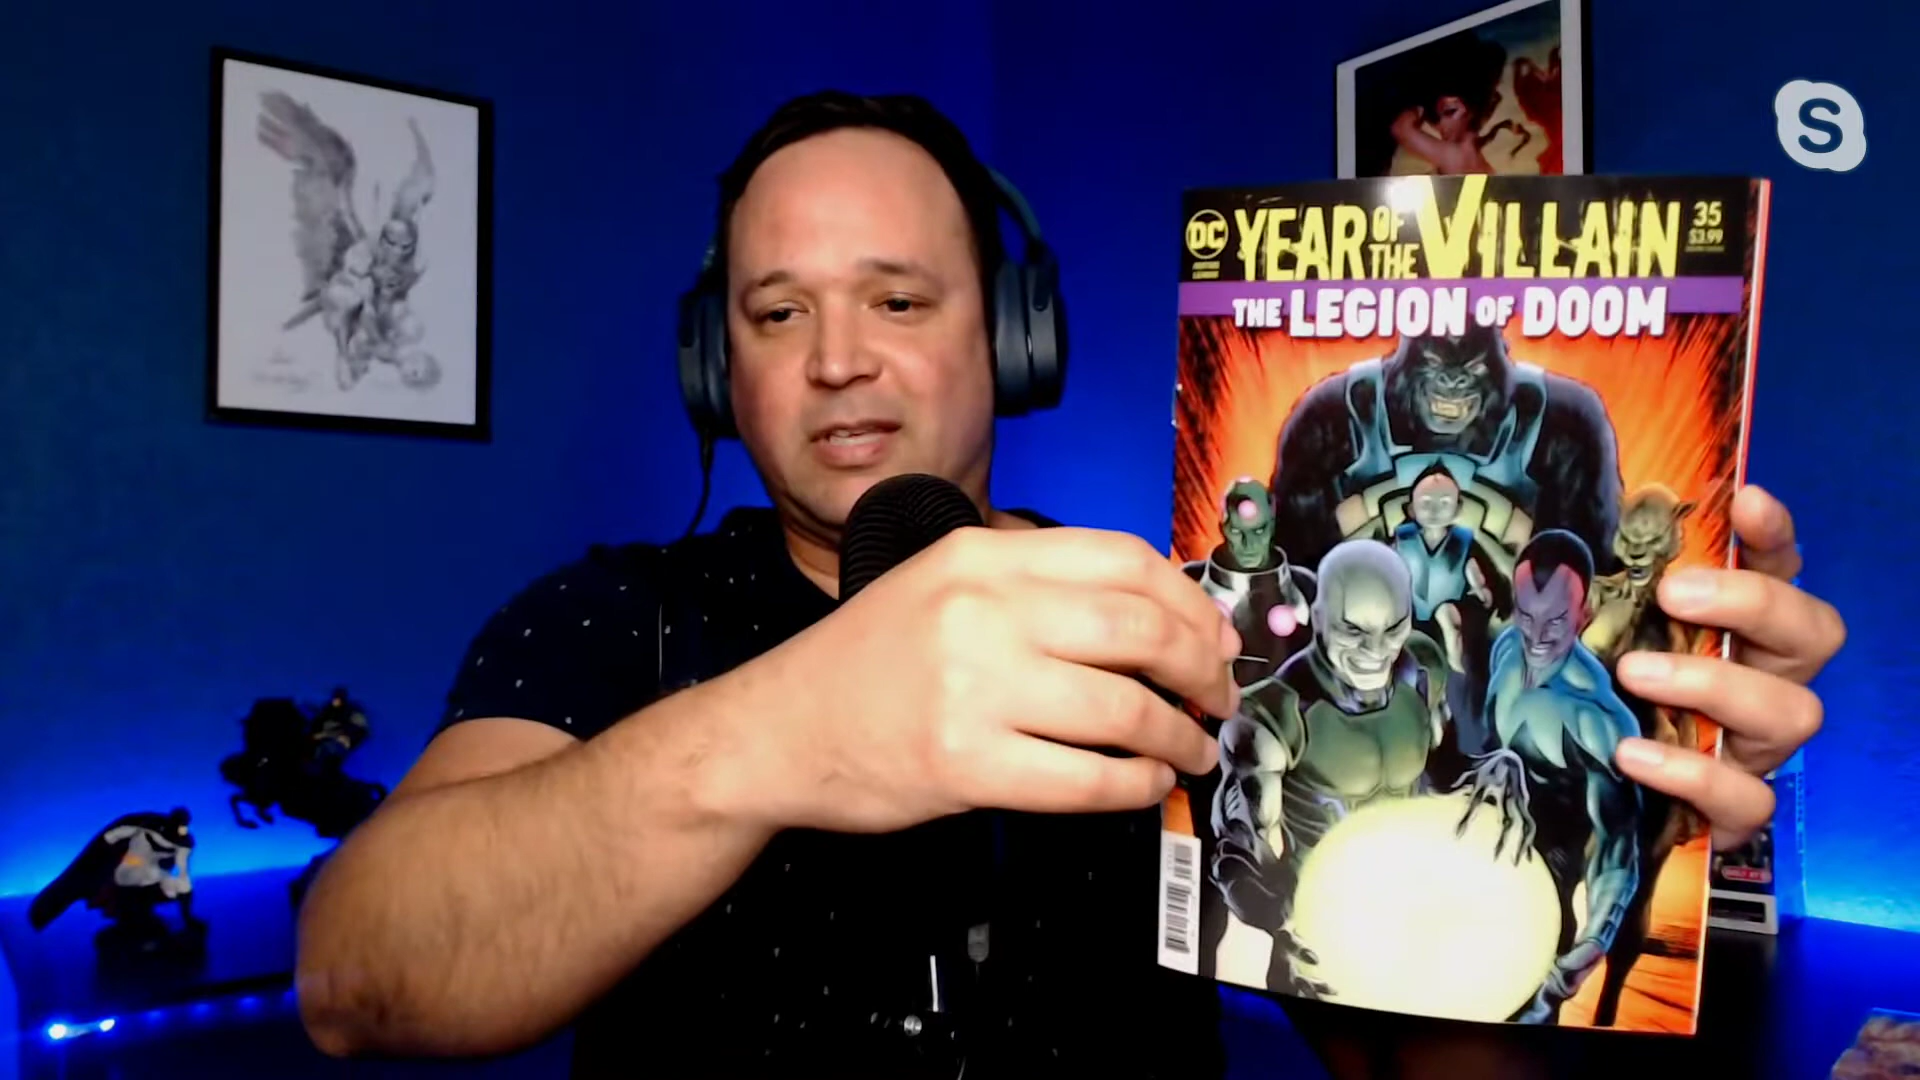 S
DC
YEAR OF THE VILLAIN
35
$3.99
THE LEGION OF DOOM